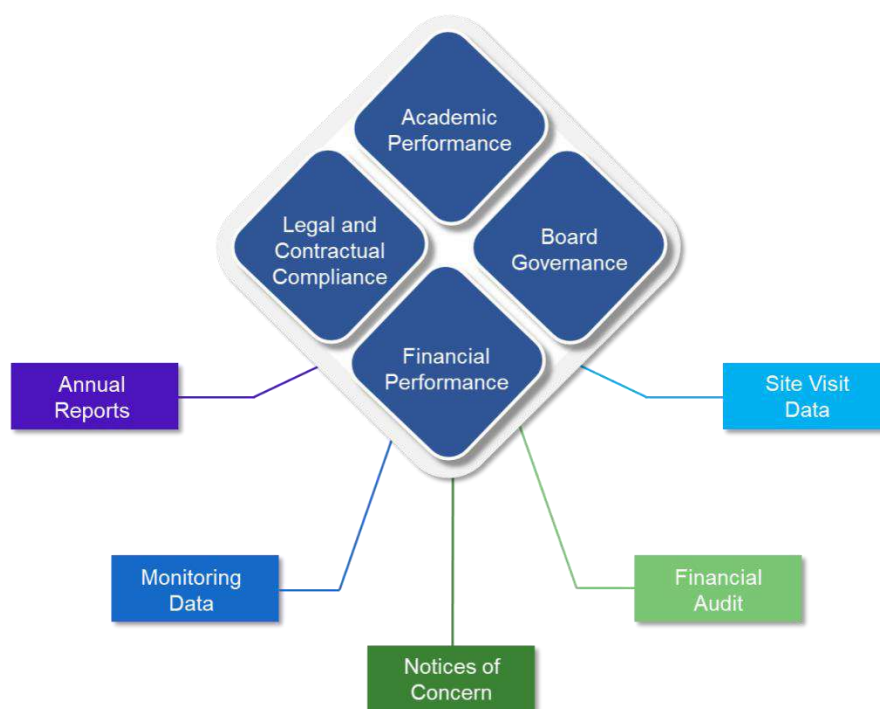 Academic
Performance
Legal and
Contractual
Compliance
Board
Governance
Financial
Performance
Annual
Reports
Site Visit
Data
Monitoring
Data
Financial
Audit
Notices of
Concern